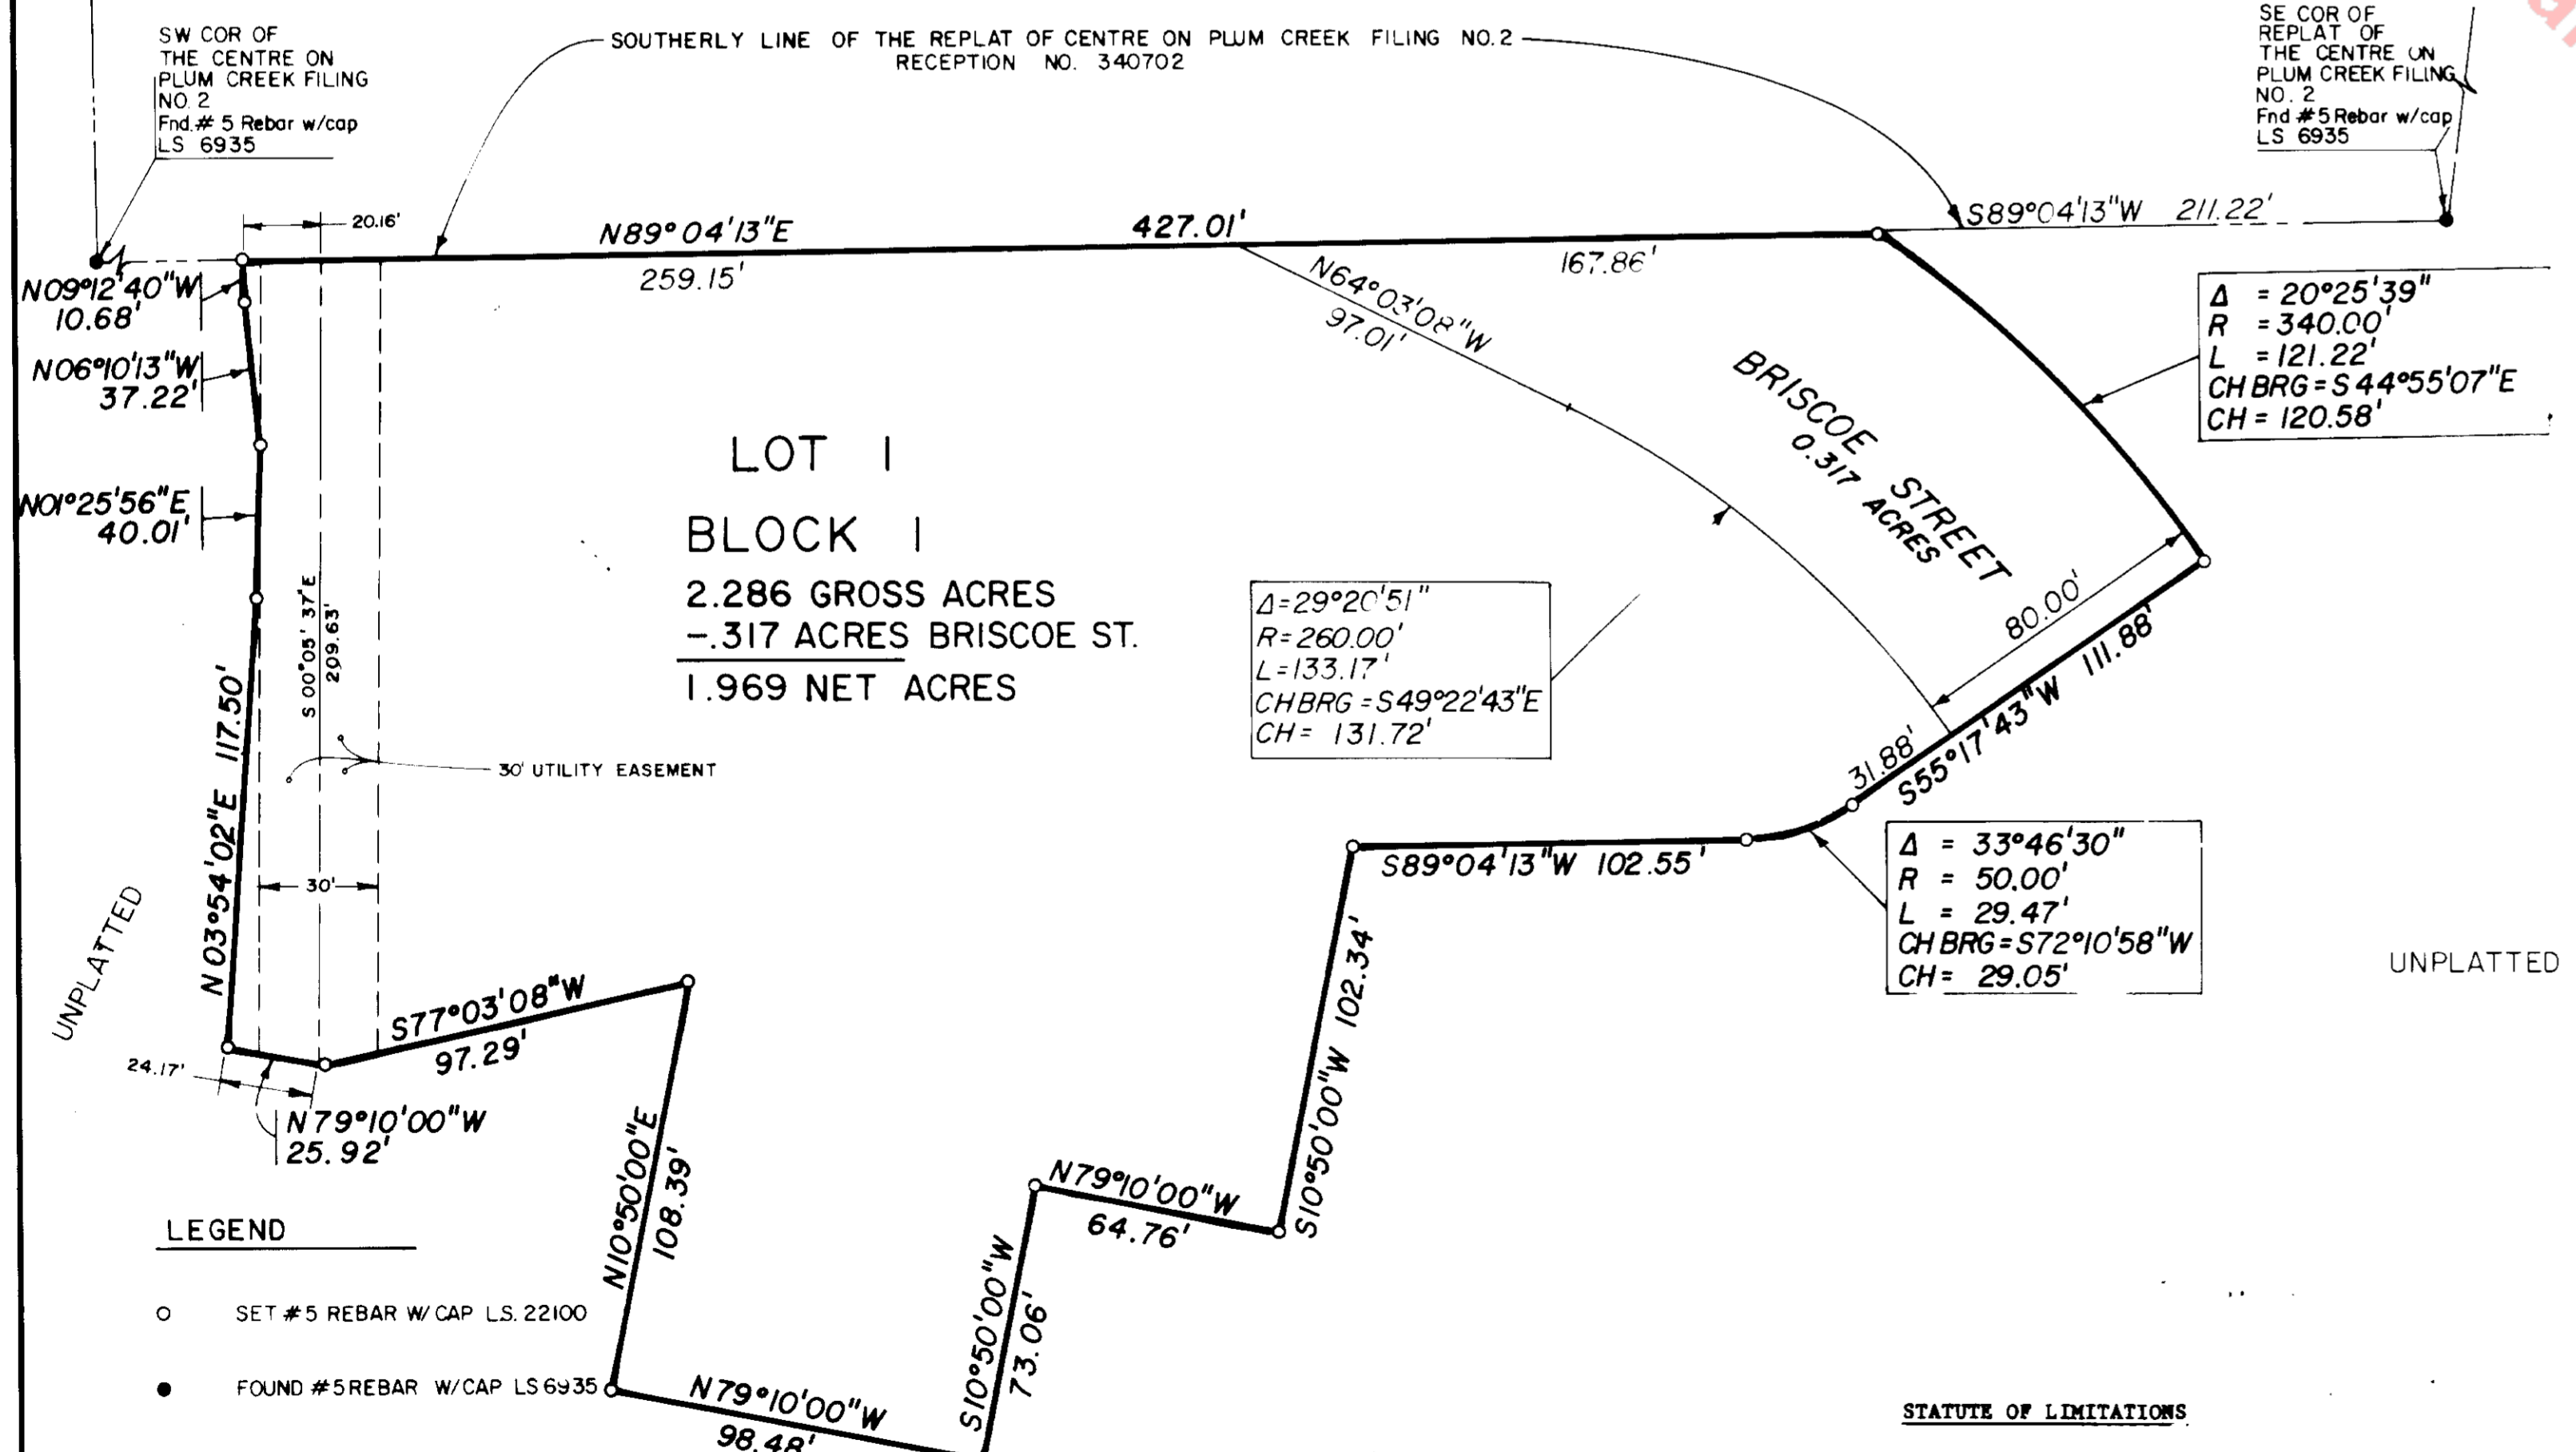 SW COR OF
THE CENTRE ON
PLUM CREEK FILING
NO. 2
Fnd.# 5 Rebar w/cap
LS 6935
SOUTHERLY LINE OF THE REPLAT OF CENTRE ON PLUM CREEK FILING NO.2
RECEPTION NO. 340702
SE COR OF
REPLAT OF
THE CENTRE ON
PLUM CREEK FILING
NO. 2
Fnd #5 Rebar w/cap
LS 6935
20.16'
N89°04'13"E
427.01'
S89°04'13"W 211.22'
259.15'
167.86'
N09°12'40"W
10.68'
N06°10'13"W
37.22'
N01°25'56"E
40.01'
N64°03'08"W
97.01'
BRISCOE STREET
0.317 ACRES
Δ = 20°25'39"
R = 340.00'
L = 121.22'
CH BRG = S 44°55'07"E
CH = 120.58'
LOT 1
BLOCK 1
2.286 GROSS ACRES
-.317 ACRES BRISCOE ST.
1.969 NET ACRES
S 00°05' 37"E
209.63'
Δ=29°20'51"
R=260.00'
L=133.17'
CH BRG = S49°22'43"E
CH = 131.72'
80.00'
S55°17'43"W 111.88'
31.88'
N 03°54'02"E 117.50'
30' UTILITY EASEMENT
30'
S89°04'13"W 102.55'
Δ = 33°46'30"
R = 50.00'
L = 29.47'
CH BRG = S72°10'58"W
CH = 29.05'
UNPLATTED
UNPLATTED
S77°03'08"W
97.29'
24.17'
N79°10'00"W
25.92'
S10°50'00"W 102.34'
N10°50'00"E
108.39'
N79°10'00"W
64.76'
S10°50'00"W
73.06'
N79°10'00"W
98.48'
LEGEND
SET #5 REBAR W/ CAP L.S. 22100
FOUND #5 REBAR W/CAP LS 6935
STATUTE OF LIMITATIONS